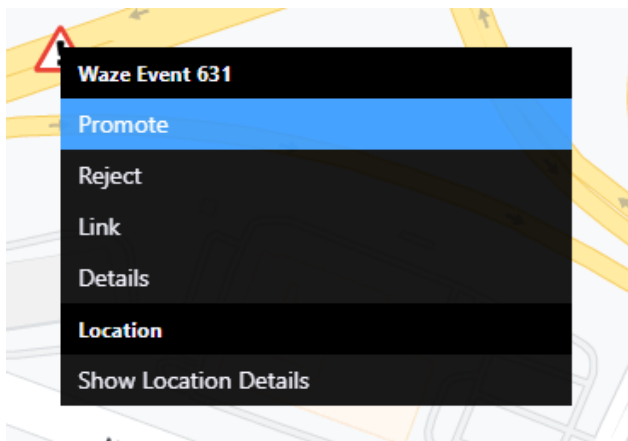 Waze Event 631
Promote
Reject
Link
Details
Location
Show Location Details